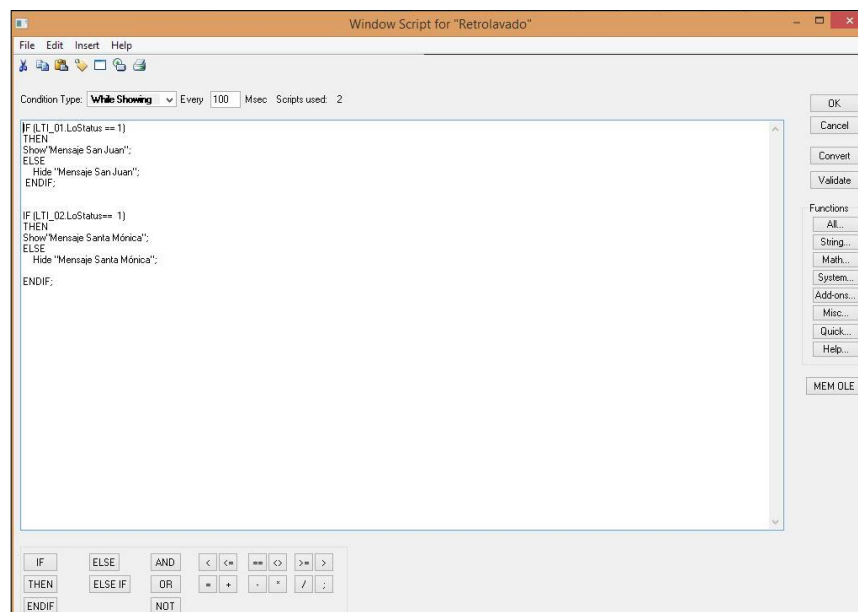 Window Script for "Retrolavado"
File Edit Insert Help
Condition Type: While Showing Every 100 Msec Scripts used: 2
OK
Cancel
Convert
Validate
IF (LTI_01.LoStatus == 1)
THEN
Show"Mensaje San Juan";
ELSE
Hide "Mensaje San Juan";
ENDIF;
IF (LTI_02.LoStatus== 1)
THEN
Show"Mensaje Santa Mónica";
ELSE
Hide "Mensaje Santa Mónica";
ENDIF;
Functions
All...
String...
Math...
System...
Add-ons...
Misc...
Quick...
Help...
MEM OLE
IF ELSE AND < <= == <> >= >
THEN ELSE IF OR = + - * / ;
ENDIF NOT